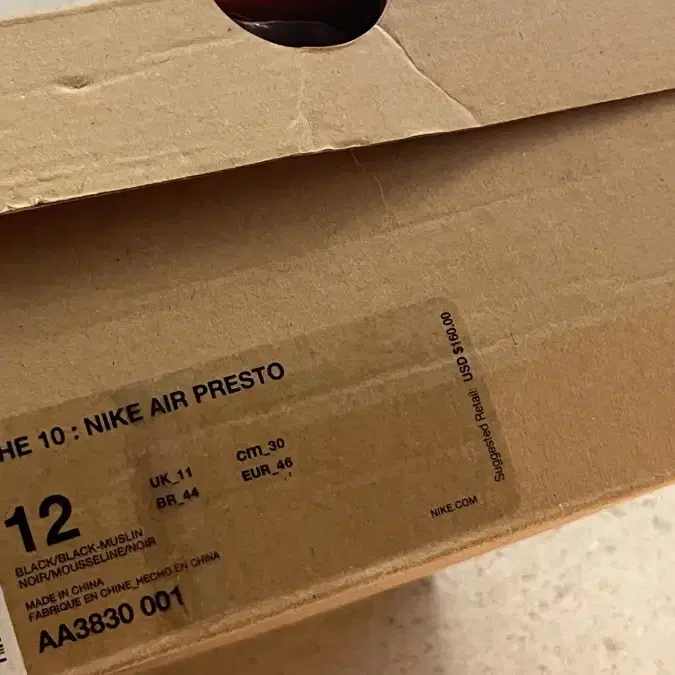 HE 10 : NIKE AIR PRESTO
Suggested Retail: USD $160.00
12
UK_11
cm_30
BR_44
EUR_46
BLACK/BLACK-MUSLIN
NOIR/MOUSSELINE/NOIR
NIKE.COM
MADE IN CHINA
FABRIQUE EN CHINE_HECHO EN CHINA
AA3830 001